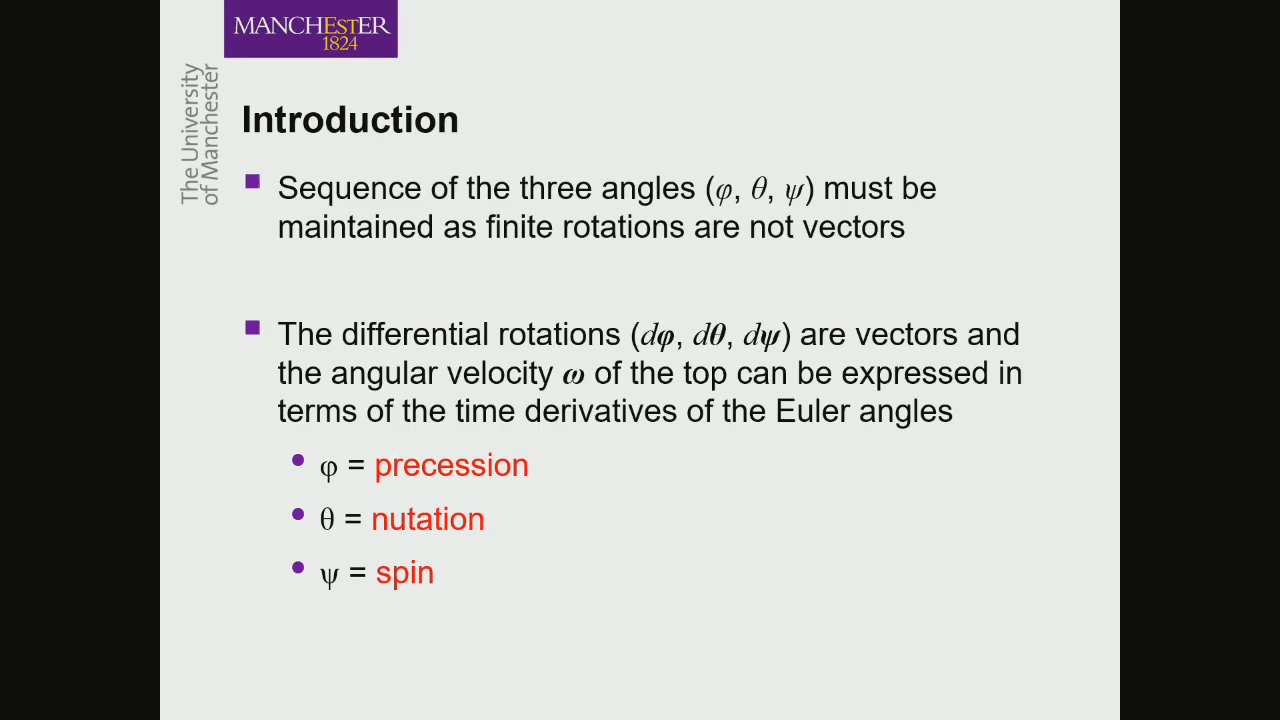 MANCHESTER
1824
The University
of Manchester
Introduction
Sequence of the three angles (φ, θ, ψ) must be
maintained as finite rotations are not vectors
The differential rotations (dφ, dθ, dψ) are vectors and
the angular velocity ω of the top can be expressed in
terms of the time derivatives of the Euler angles
φ = precession
θ = nutation
ψ = spin